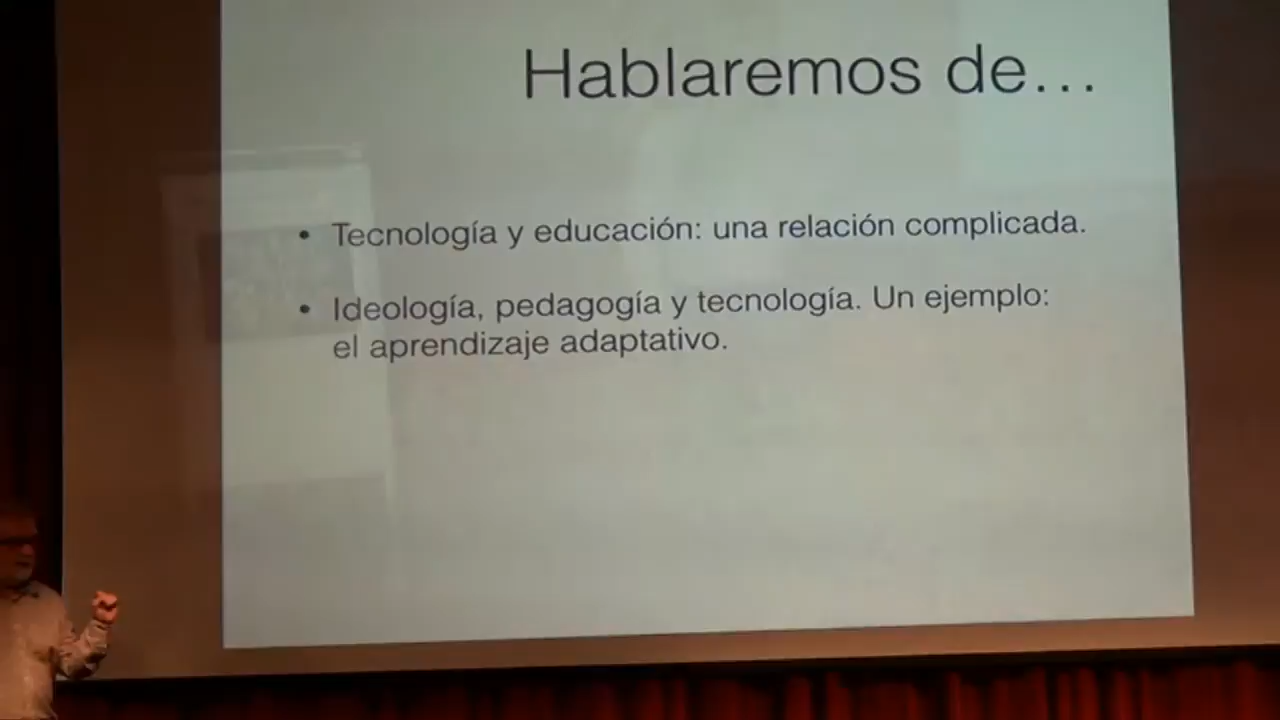 Hablaremos de...
• Tecnología y educación: una relación complicada.
• Ideología, pedagogía y tecnología. Un ejemplo:
el aprendizaje adaptativo.